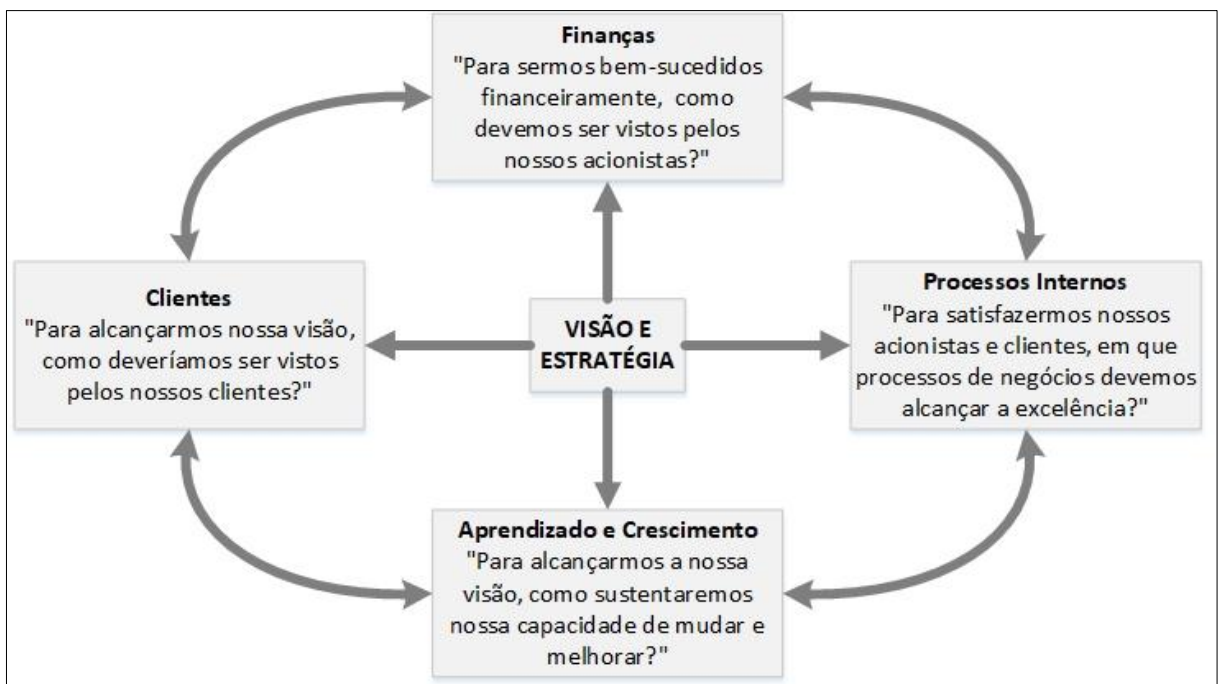 Finanças
"Para sermos bem-sucedidos
financeiramente, como
devemos ser vistos pelos
nossos acionistas?"
Clientes
"Para alcançarmos nossa visão,
como deveríamos ser vistos
pelos nossos clientes?"
VISÃO E
ESTRATÉGIA
Processos Internos
"Para satisfazermos nossos
acionistas e clientes, em que
processos de negócios devemos
alcançar a excelência?"
Aprendizado e Crescimento
"Para alcançarmos a nossa
visão, como sustentaremos
nossa capacidade de mudar e
melhorar?"